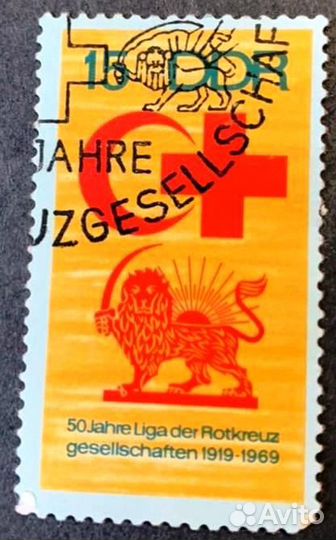 15 DDR
JAHRE
UZGESELLSCHAF
50 Jahre Liga der Rotkreuz
gesellschaften 1919-1969
Avito